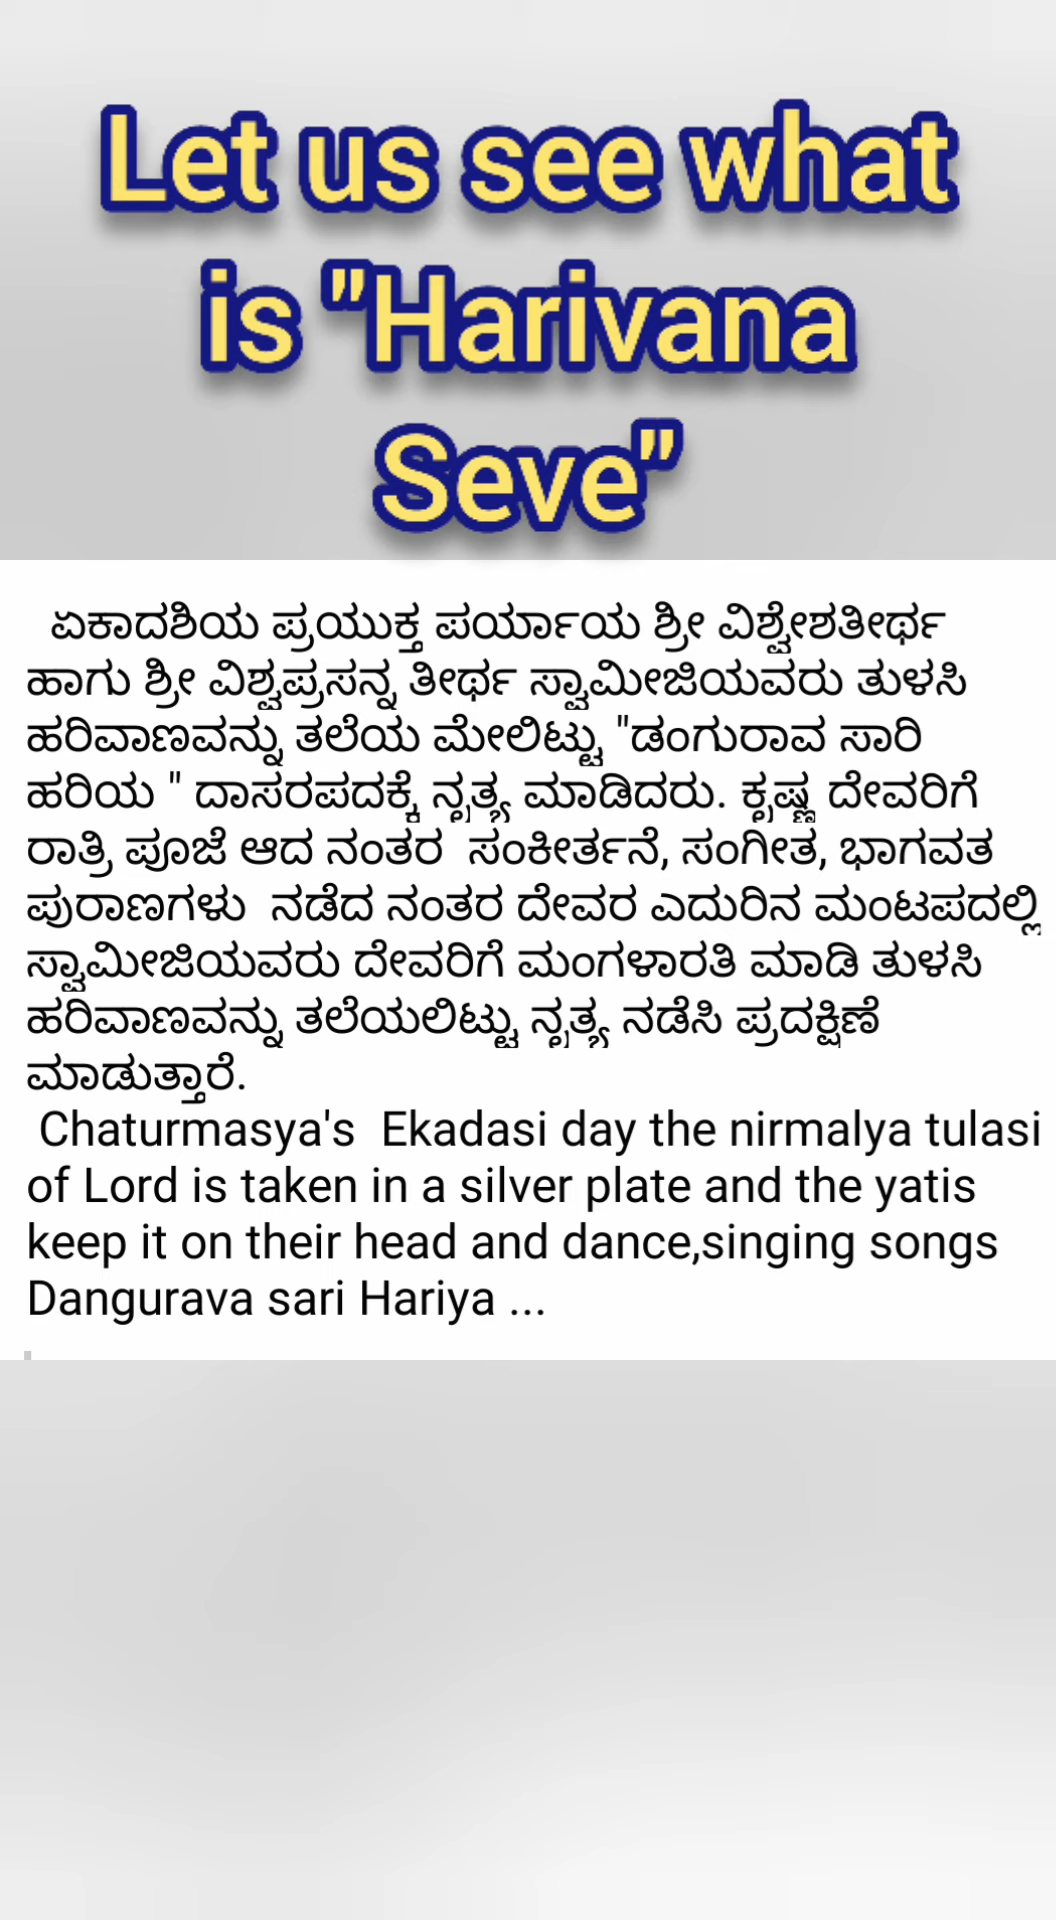 Let us see what
is "Harivana
Seve"
ಏಕಾದಶಿಯ ಪ್ರಯುಕ್ತ ಪರ್ಯಾಯ ಶ್ರೀ ವಿಶ್ವೇಶತೀರ್ಥ
ಹಾಗು ಶ್ರೀ ವಿಶ್ವಪ್ರಸನ್ನ ತೀರ್ಥ ಸ್ವಾಮೀಜಿಯವರು ತುಳಸಿ
ಹರಿವಾಣವನ್ನು ತಲೆಯ ಮೇಲಿಟ್ಟು "ಡಂಗುರಾವ ಸಾರಿ
ಹರಿಯ " ದಾಸರಪದಕ್ಕೆ ನೃತ್ಯ ಮಾಡಿದರು. ಕೃಷ್ಣ ದೇವರಿಗೆ
ರಾತ್ರಿ ಪೂಜೆ ಆದ ನಂತರ  ಸಂಕೀರ್ತನೆ, ಸಂಗೀತ, ಭಾಗವತ
ಪುರಾಣಗಳು  ನಡೆದ ನಂತರ ದೇವರ ಎದುರಿನ ಮಂಟಪದಲ್ಲಿ
ಸ್ವಾಮೀಜಿಯವರು ದೇವರಿಗೆ ಮಂಗಳಾರತಿ ಮಾಡಿ ತುಳಸಿ
ಹರಿವಾಣವನ್ನು ತಲೆಯಲಿಟ್ಟು ನೃತ್ಯ ನಡೆಸಿ ಪ್ರದಕ್ಷಿಣೆ
ಮಾಡುತ್ತಾರೆ.
Chaturmasya's  Ekadasi day the nirmalya tulasi
of Lord is taken in a silver plate and the yatis
keep it on their head and dance,singing songs
Dangurava sari Hariya ...